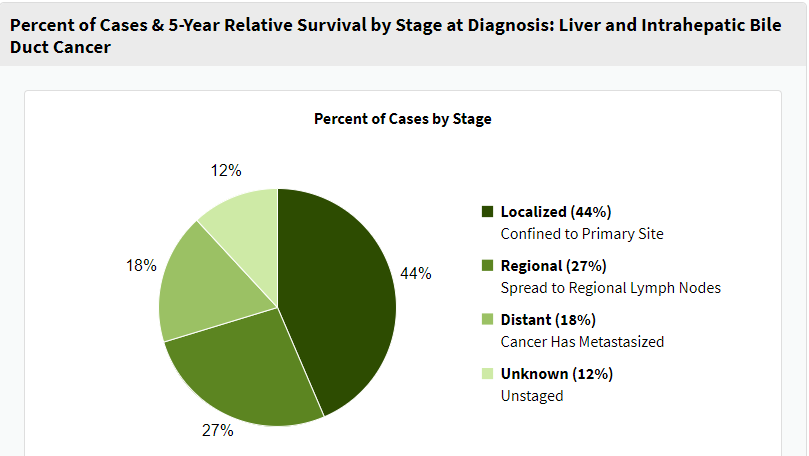 Percent of Cases & 5-Year Relative Survival by Stage at Diagnosis: Liver and Intrahepatic Bile
Duct Cancer
Percent of Cases by Stage
12%
18%
44%
27%
Localized (44%)
Confined to Primary Site
Regional (27%)
Spread to Regional Lymph Nodes
Distant (18%)
Cancer Has Metastasized
Unknown (12%)
Unstaged